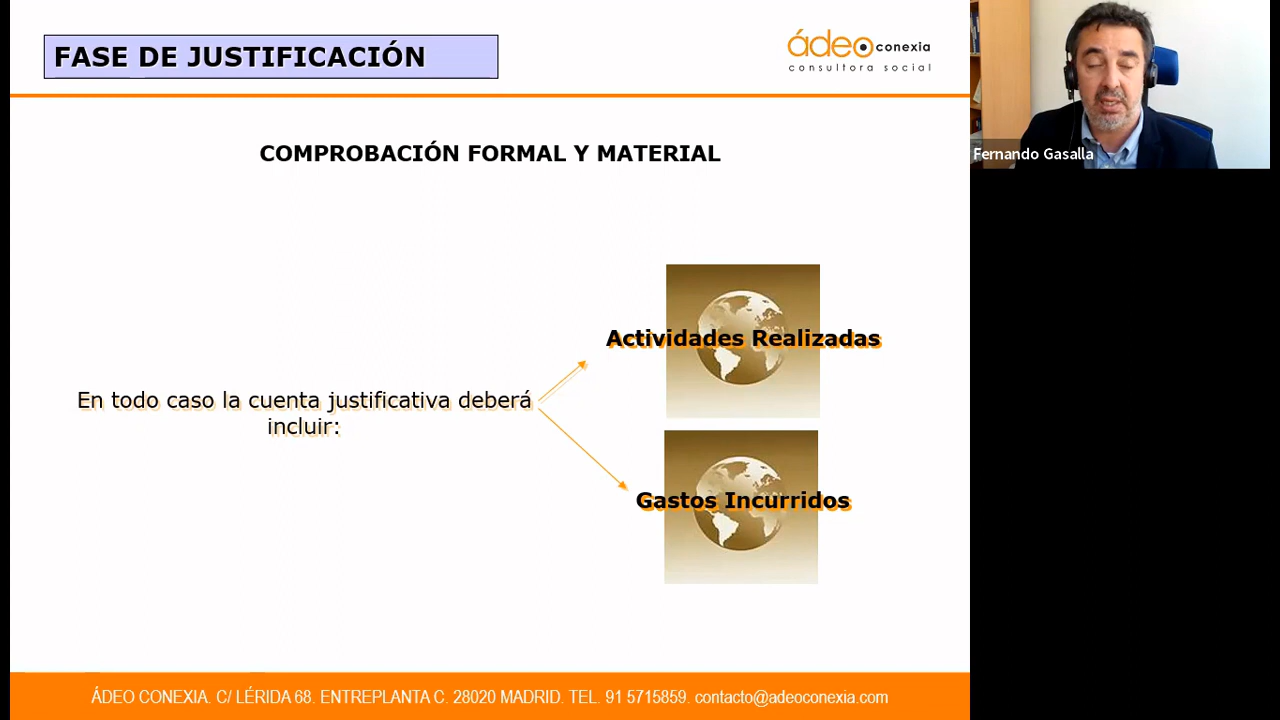 FASE DE JUSTIFICACIÓN
ádeo conexia
consultora social
Fernando Gasalla
COMPROBACIÓN FORMAL Y MATERIAL
Actividades Realizadas
En todo caso la cuenta justificativa deberá
incluir:
Gastos Incurridos
ÁDEO CONEXIA. C/ LÉRIDA 68. ENTREPLANTA C. 28020 MADRID. TEL. 91 5715859. contacto@adeoconexia.com